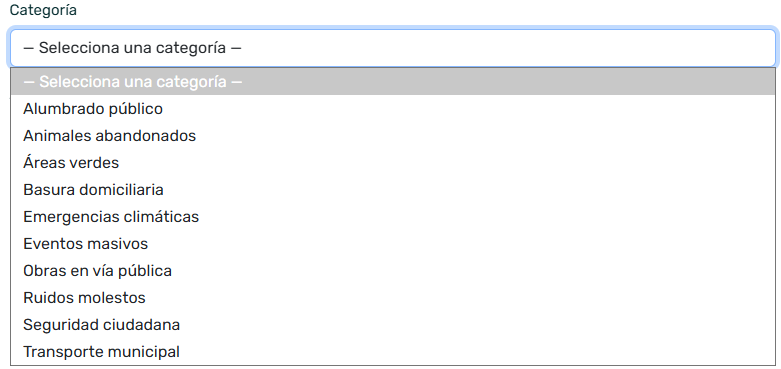 Categoría
— Selecciona una categoría —
— Selecciona una categoría —
Alumbrado público
Animales abandonados
Áreas verdes
Basura domiciliaria
Emergencias climáticas
Eventos masivos
Obras en vía pública
Ruidos molestos
Seguridad ciudadana
Transporte municipal